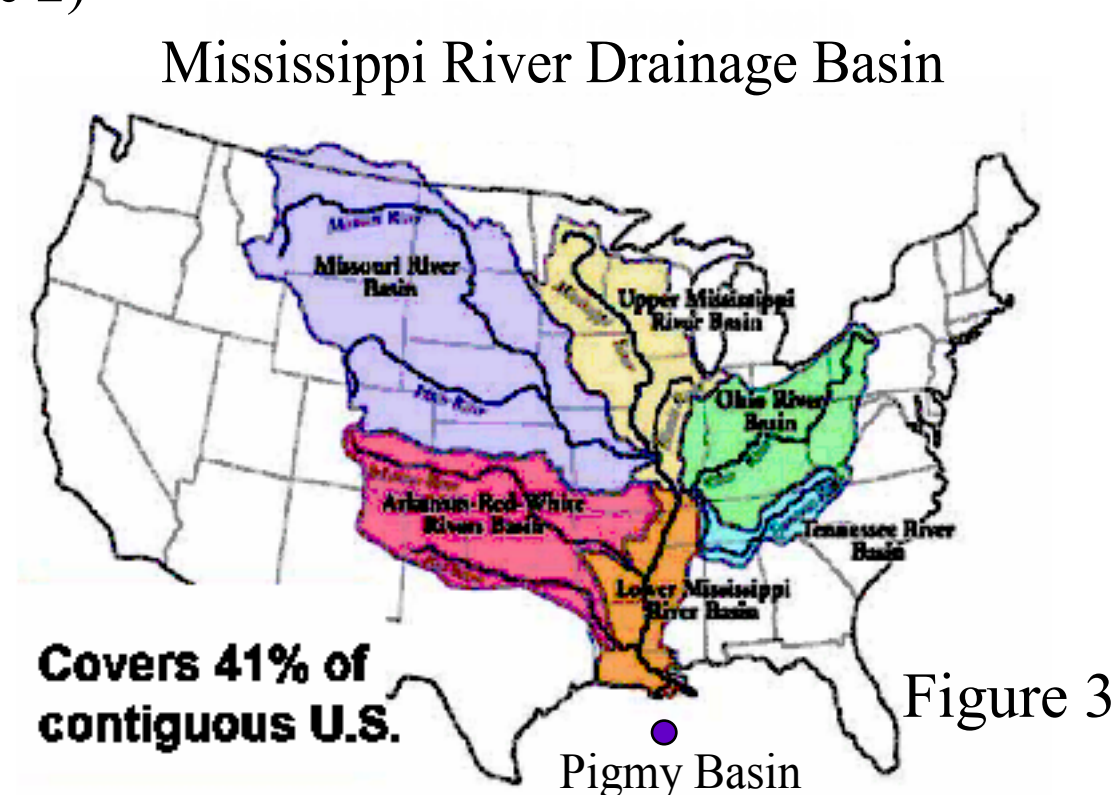 Mississippi River Drainage Basin
Missouri River
Basin
Upper Mississippi
River Basin
Ohio River
Basin
Arkansas-Red-White
Rivers Basin
Tennessee River
Basin
Lower Mississippi
River Basin
Covers 41% of
contiguous U.S.
Figure 3
Pigmy Basin